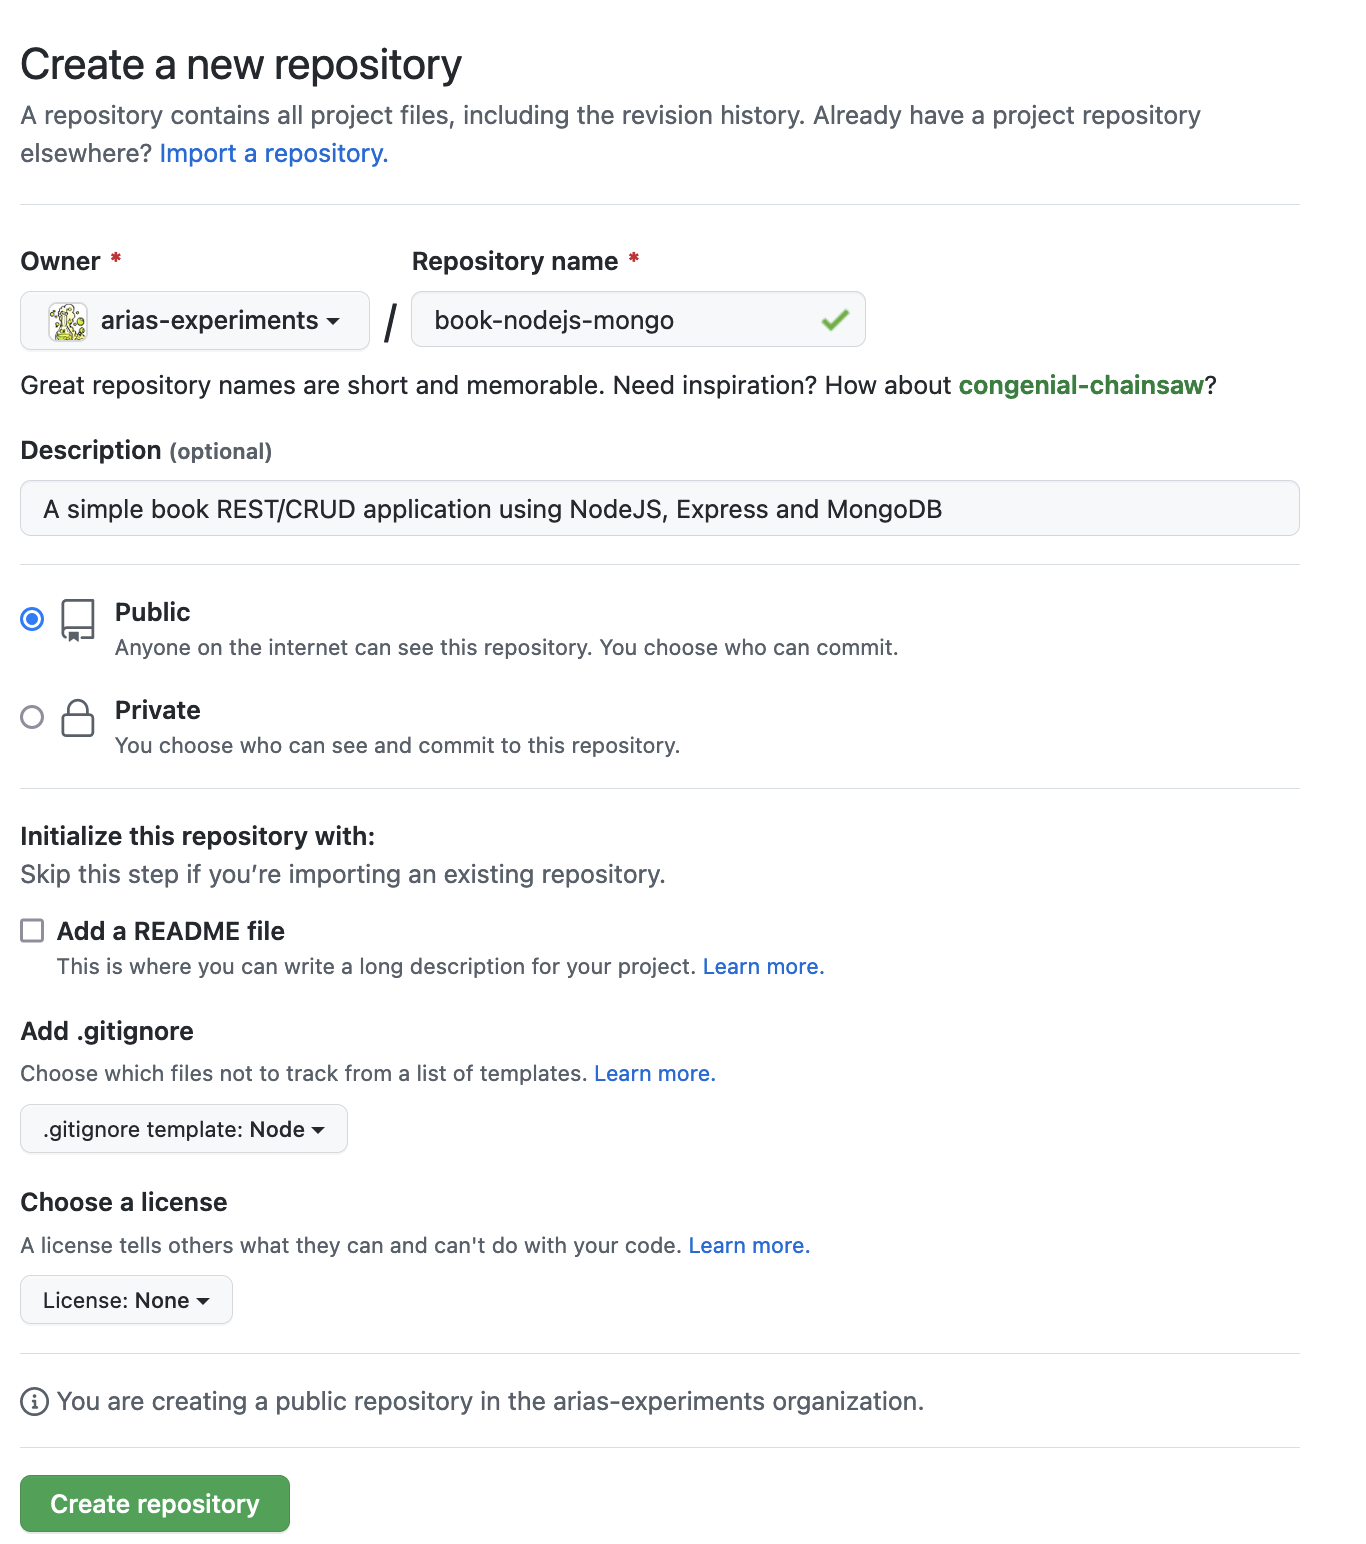 Create a new repository
A repository contains all project files, including the revision history. Already have a project repository
elsewhere? Import a repository.
Owner *
Repository name *
arias-experiments / book-nodejs-mongo
Great repository names are short and memorable. Need inspiration? How about congenial-chainsaw?
Description (optional)
A simple book REST/CRUD application using NodeJS, Express and MongoDB
Public
Anyone on the internet can see this repository. You choose who can commit.
Private
You choose who can see and commit to this repository.
Initialize this repository with:
Skip this step if you’re importing an existing repository.
Add a README file
This is where you can write a long description for your project. Learn more.
Add .gitignore
Choose which files not to track from a list of templates. Learn more.
.gitignore template: Node
Choose a license
A license tells others what they can and can't do with your code. Learn more.
License: None
You are creating a public repository in the arias-experiments organization.
Create repository